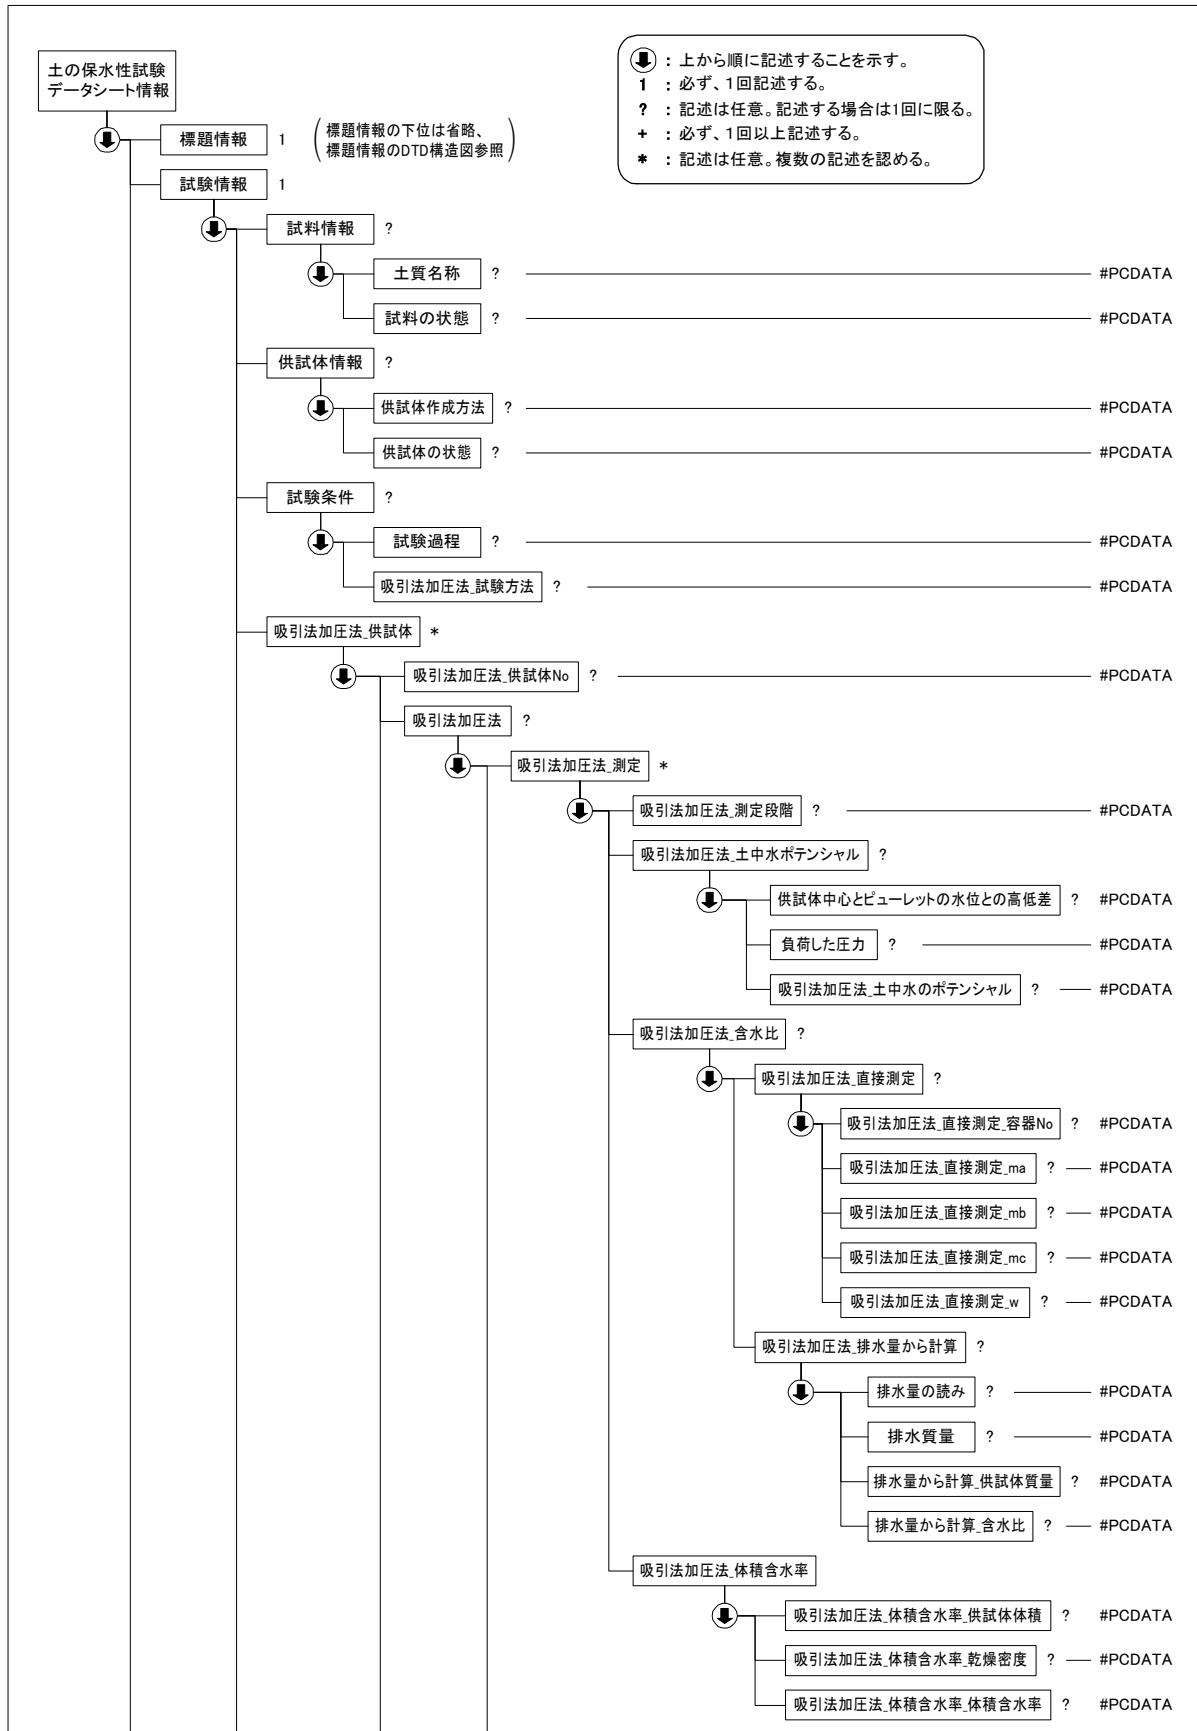 土の保水性試験
データシート情報
：上から順に記述することを示す。
1 ：必ず、1回記述する。
? ：記述は任意。記述する場合は1回に限る。
+ ：必ず、1回以上記述する。
* ：記述は任意。複数の記述を認める。
標題情報 1
標題情報の下位は省略、
標題情報のDTD構造図参照
試験情報 1
試料情報 ?
土質名称 ? #PCDATA
試料の状態 ? #PCDATA
供試体情報 ?
供試体作成方法 ? #PCDATA
供試体の状態 ? #PCDATA
試験条件 ?
試験過程 ? #PCDATA
吸引法加圧法_試験方法 ? #PCDATA
吸引法加圧法_供試体 *
吸引法加圧法_供試体No ? #PCDATA
吸引法加圧法 ?
吸引法加圧法_測定 *
吸引法加圧法_測定段階 ? #PCDATA
吸引法加圧法_土中水ポテンシャル ?
供試体中心とピューレットの水位との高低差 ? #PCDATA
負荷した圧力 ? #PCDATA
吸引法加圧法_土中水のポテンシャル ? #PCDATA
吸引法加圧法_含水比 ?
吸引法加圧法_直接測定 ?
吸引法加圧法_直接測定_容器No ? #PCDATA
吸引法加圧法_直接測定_ma ? #PCDATA
吸引法加圧法_直接測定_mb ? #PCDATA
吸引法加圧法_直接測定_mc ? #PCDATA
吸引法加圧法_直接測定_w ? #PCDATA
吸引法加圧法_排水量から計算 ?
排水量の読み ? #PCDATA
排水質量 ? #PCDATA
排水量から計算_供試体質量 ? #PCDATA
排水量から計算_含水比 ? #PCDATA
吸引法加圧法_体積含水率
吸引法加圧法_体積含水率_供試体体積 ? #PCDATA
吸引法加圧法_体積含水率_乾燥密度 ? #PCDATA
吸引法加圧法_体積含水率_体積含水率 ? #PCDATA